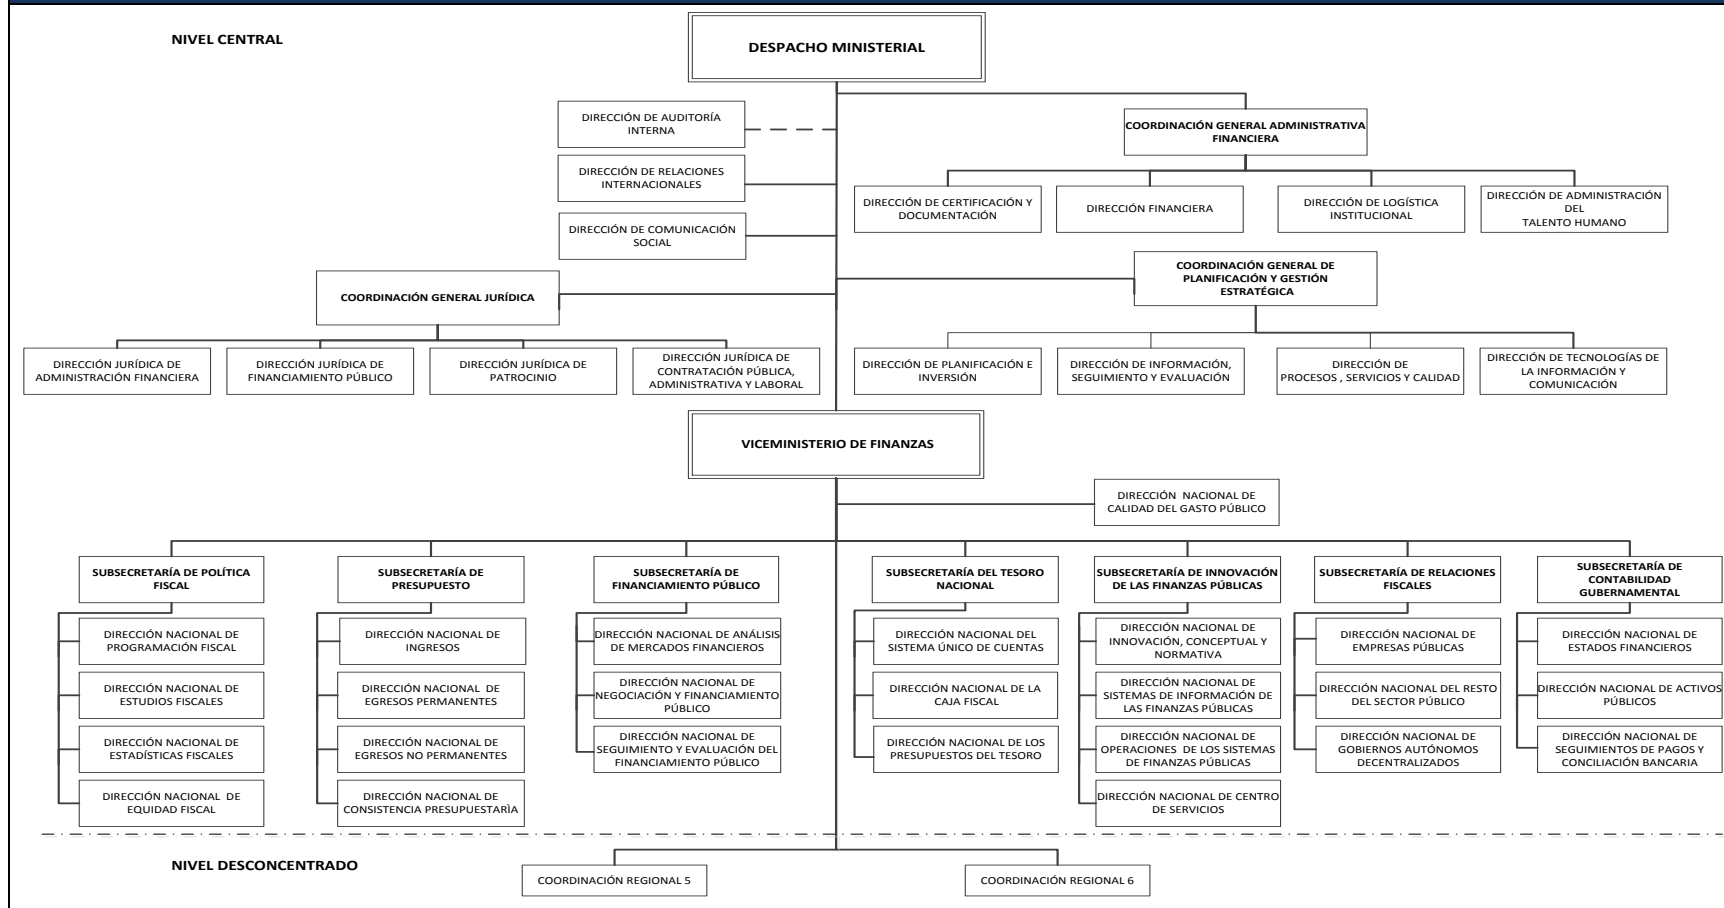 NIVEL CENTRAL
DESPACHO MINISTERIAL
DIRECCIÓN DE AUDITORÍA
INTERNA
COORDINACIÓN GENERAL ADMINISTRATIVA
FINANCIERA
DIRECCIÓN DE RELACIONES
INTERNACIONALES
DIRECCIÓN DE CERTIFICACIÓN Y
DOCUMENTACIÓN
DIRECCIÓN FINANCIERA
DIRECCIÓN DE LOGÍSTICA
INSTITUCIONAL
DIRECCIÓN DE ADMINISTRACIÓN
DEL
TALENTO HUMANO
DIRECCIÓN DE COMUNICACIÓN
SOCIAL
COORDINACIÓN GENERAL JURÍDICA
COORDINACIÓN GENERAL DE
PLANIFICACIÓN Y GESTIÓN
ESTRATÉGICA
DIRECCIÓN JURÍDICA DE
ADMINISTRACIÓN FINANCIERA
DIRECCIÓN JURÍDICA DE
FINANCIAMIENTO PÚBLICO
DIRECCIÓN JURÍDICA DE
PATROCINIO
DIRECCIÓN JURÍDICA DE
CONTRATACIÓN PÚBLICA,
ADMINISTRATIVA Y LABORAL
DIRECCIÓN DE PLANIFICACIÓN E
INVERSIÓN
DIRECCIÓN DE INFORMACIÓN,
SEGUIMIENTO Y EVALUACIÓN
DIRECCIÓN DE
PROCESOS , SERVICIOS Y CALIDAD
DIRECCIÓN DE TECNOLOGÍAS DE
LA INFORMACIÓN Y
COMUNICACIÓN
VICEMINISTERIO DE FINANZAS
DIRECCIÓN NACIONAL DE
CALIDAD DEL GASTO PÚBLICO
SUBSECRETARÍA DE POLÍTICA
FISCAL
SUBSECRETARÍA DE
PRESUPUESTO
SUBSECRETARÍA DE
FINANCIAMIENTO PÚBLICO
SUBSECRETARÍA DEL TESORO
NACIONAL
SUBSECRETARÍA DE INNOVACIÓN
DE LAS FINANZAS PÚBLICAS
SUBSECRETARÍA DE RELACIONES
FISCALES
SUBSECRETARÍA DE
CONTABILIDAD
GUBERNAMENTAL
DIRECCIÓN NACIONAL DE
PROGRAMACIÓN FISCAL
DIRECCIÓN NACIONAL DE
INGRESOS
DIRECCIÓN NACIONAL DE ANÁLISIS
DE MERCADOS FINANCIEROS
DIRECCIÓN NACIONAL DEL
SISTEMA ÚNICO DE CUENTAS
DIRECCIÓN NACIONAL DE
INNOVACIÓN, CONCEPTUAL Y
NORMATIVA
DIRECCIÓN NACIONAL DE
EMPRESAS PÚBLICAS
DIRECCIÓN NACIONAL DE
ESTADOS FINANCIEROS
DIRECCIÓN NACIONAL DE
ESTUDIOS FISCALES
DIRECCIÓN NACIONAL DE
EGRESOS PERMANENTES
DIRECCIÓN NACIONAL DE
NEGOCIACIÓN Y FINANCIAMIENTO
PÚBLICO
DIRECCIÓN NACIONAL DE LA
CAJA FISCAL
DIRECCIÓN NACIONAL DE
SISTEMAS DE INFORMACIÓN DE
LAS FINANZAS PÚBLICAS
DIRECCIÓN NACIONAL DEL RESTO
DEL SECTOR PÚBLICO
DIRECCIÓN NACIONAL DE ACTIVOS
PÚBLICOS
DIRECCIÓN NACIONAL DE
ESTADÍSTICAS FISCALES
DIRECCIÓN NACIONAL DE
EGRESOS NO PERMANENTES
DIRECCIÓN NACIONAL DE
SEGUIMIENTO Y EVALUACIÓN DEL
FINANCIAMIENTO PÚBLICO
DIRECCIÓN NACIONAL DE LOS
PRESUPUESTOS DEL TESORO
DIRECCIÓN NACIONAL DE
OPERACIONES DE LOS SISTEMAS
DE FINANZAS PÚBLICAS
DIRECCIÓN NACIONAL DE
GOBIERNOS AUTÓNOMOS
DECENTRALIZADOS
DIRECCIÓN NACIONAL DE
SEGUIMIENTOS DE PAGOS Y
CONCILIACIÓN BANCARIA
DIRECCIÓN NACIONAL DE
EQUIDAD FISCAL
DIRECCIÓN NACIONAL DE
CONSISTENCIA PRESUPUESTARÌA
DIRECCIÓN NACIONAL DE CENTRO
DE SERVICIOS
NIVEL DESCONCENTRADO
COORDINACIÓN REGIONAL 5
COORDINACIÓN REGIONAL 6